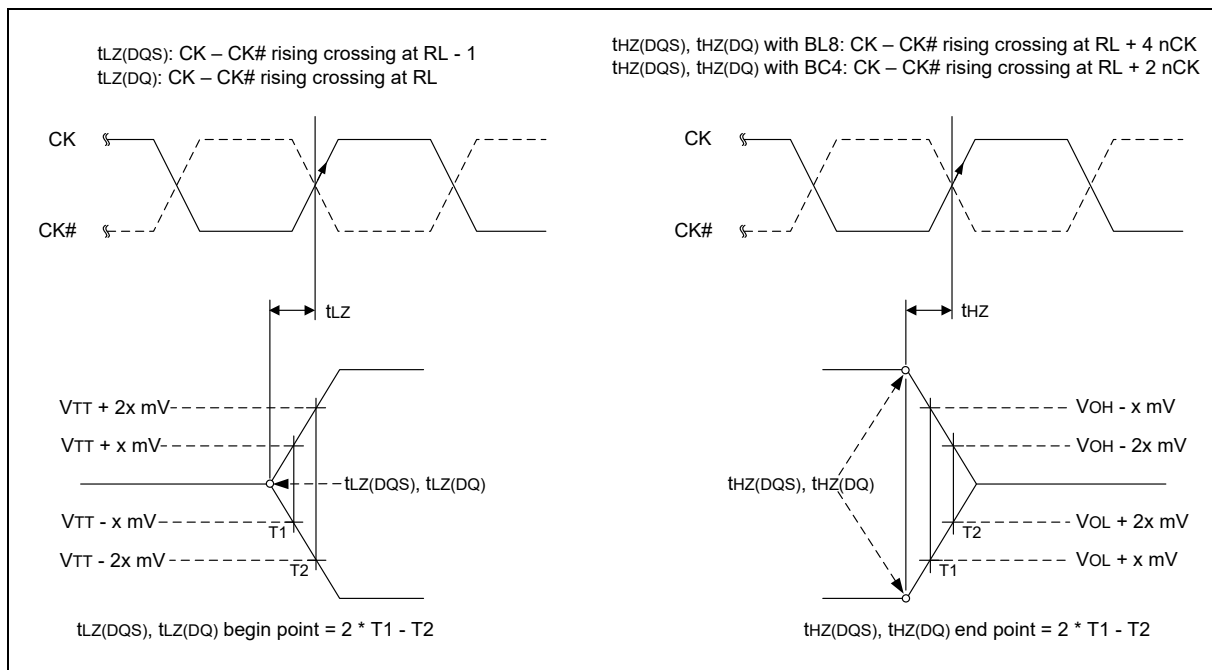 tLZ(DQS): CK – CK# rising crossing at RL - 1
tLZ(DQ): CK – CK# rising crossing at RL
CK
CK#
tLZ
VTT + 2x mV
VTT + x mV
tLZ(DQS), tLZ(DQ)
VTT - x mV
T1
VTT - 2x mV
T2
tLZ(DQS), tLZ(DQ) begin point = 2 * T1 - T2
tHZ(DQS), tHZ(DQ) with BL8: CK – CK# rising crossing at RL + 4 nCK
tHZ(DQS), tHZ(DQ) with BC4: CK – CK# rising crossing at RL + 2 nCK
CK
CK#
tHZ
VOH - x mV
VOH - 2x mV
tHZ(DQS), tHZ(DQ)
VOL + 2x mV
T2
VOL + x mV
T1
tHZ(DQS), tHZ(DQ) end point = 2 * T1 - T2